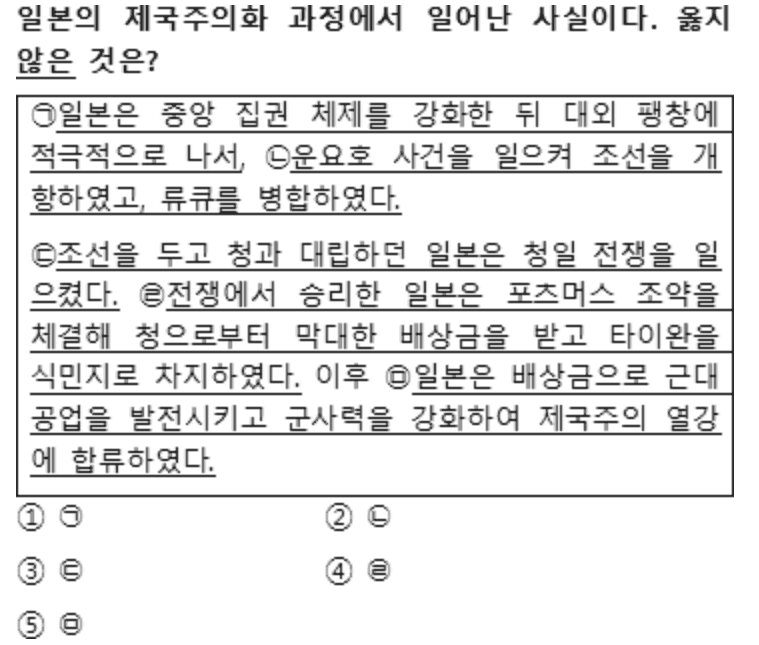 일본의 제국주의화 과정에서 일어난 사실이다. 옳지
않은 것은?
㉠일본은 중앙 집권 체제를 강화한 뒤 대외 팽창에
적극적으로 나서, ㉡운요호 사건을 일으켜 조선을 개
항하였고, 류큐를 병합하였다.
㉢조선을 두고 청과 대립하던 일본은 청일 전쟁을 일
으켰다. ㉣전쟁에서 승리한 일본은 포츠머스 조약을
체결해 청으로부터 막대한 배상금을 받고 타이완을
식민지로 차지하였다. 이후 ㉤일본은 배상금으로 근대
공업을 발전시키고 군사력을 강화하여 제국주의 열강
에 합류하였다.
① ㉠ ② ㉡
③ ㉢ ④ ㉣
⑤ ㉤